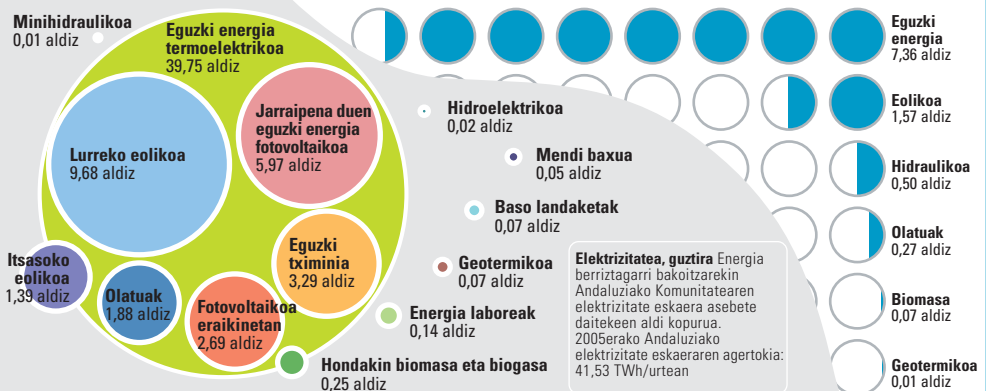 Minihidraulikoa
0,01 aldiz
Eguzki energia
termoelektrikoa
39,75 aldiz
Jarraipena duen
eguzki energia
fotovoltaikoa
5,97 aldiz
Lurreko eolikoa
9,68 aldiz
Itsasoko
eolikoa
1,39 aldiz
Olatuak
1,88 aldiz
Fotovoltaikoa
eraikinetan
2,69 aldiz
Eguzki
tximinia
3,29 aldiz
Hidroelektrikoa
0,02 aldiz
Mendi baxua
0,05 aldiz
Baso landaketak
0,07 aldiz
Geotermikoa
0,07 aldiz
Energia laboreak
0,14 aldiz
Hondakin biomasa eta biogasa
0,25 aldiz
Elektrizitatea, guztira Energia
berriztagarri bakoitzarekin
Andaluziako Komunitatearen
elektrizitate eskaera asebete
daitekeen aldi kopurua.
2005erako Andaluziako
elektrizitate eskaeraren agertokia:
41,53 TWh/urtean
Eguzki
energia
7,36 aldiz
Eolikoa
1,57 aldiz
Hidraulikoa
0,50 aldiz
Olatuak
0,27 aldiz
Biomasa
0,07 aldiz
Geotermikoa
0,01 aldiz